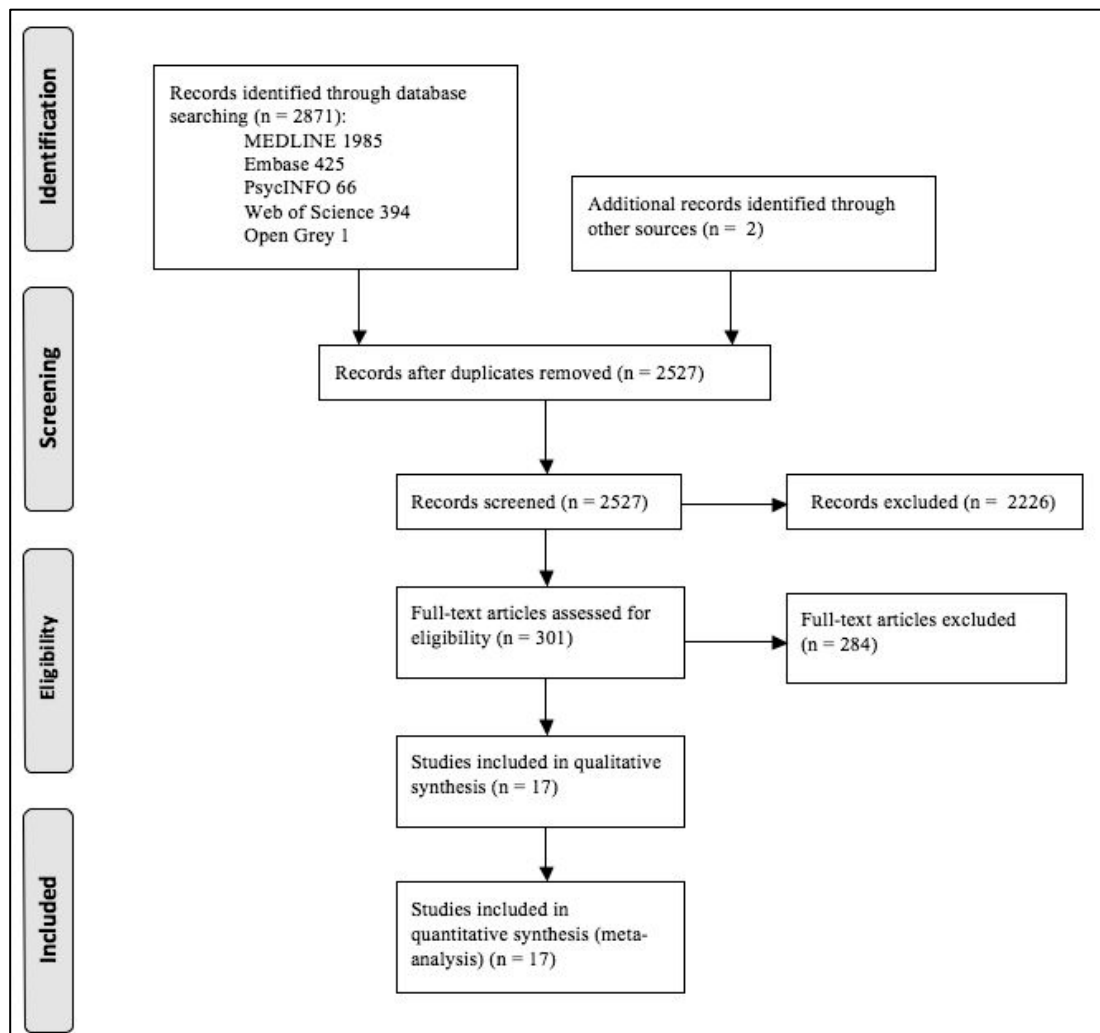 Identification
Records identified through database
searching (n = 2871):
MEDLINE 1985
Embase 425
PsycINFO 66
Web of Science 394
Open Grey 1
Additional records identified through
other sources (n = 2)
Screening
Records after duplicates removed (n = 2527)
Records screened (n = 2527)
Records excluded (n = 2226)
Eligibility
Full-text articles assessed for
eligibility (n = 301)
Full-text articles excluded
(n = 284)
Studies included in qualitative
synthesis (n = 17)
Included
Studies included in
quantitative synthesis (meta-
analysis) (n = 17)